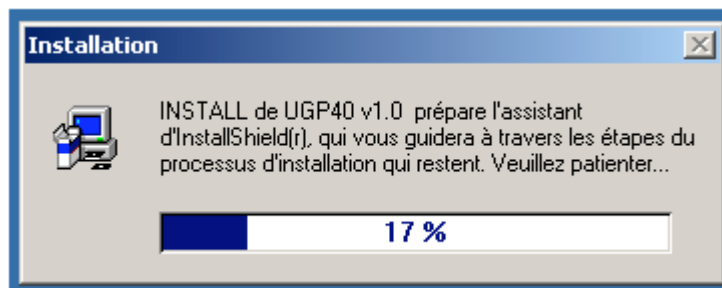 Installation
INSTALL de UGP40 v1.0 prépare l'assistant
d'InstallShield(r), qui vous guidera à travers les étapes du
processus d'installation qui restent. Veuillez patienter...
17 %